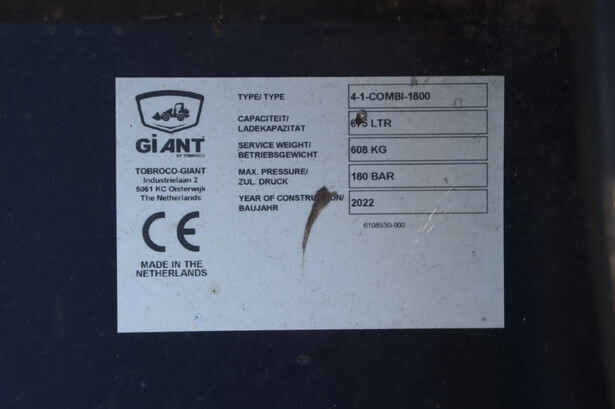 GiANT
BY TOBROCO
TOBROCO-GIANT
Industrielaan 2
5061 KC Oisterwijk
The Netherlands
CE
MADE IN THE
NETHERLANDS
TYPE/ TYPE
4-1-COMBI-1800
CAPACITEIT/
LADEKAPAZITÄT
LTR
SERVICE WEIGHT/
BETRIEBSGEWICHT
608 KG
MAX. PRESSURE/
ZUL. DRUCK
180 BAR
YEAR OF CONSTRUCTION/
BAUJAHR
2022
6108530-000